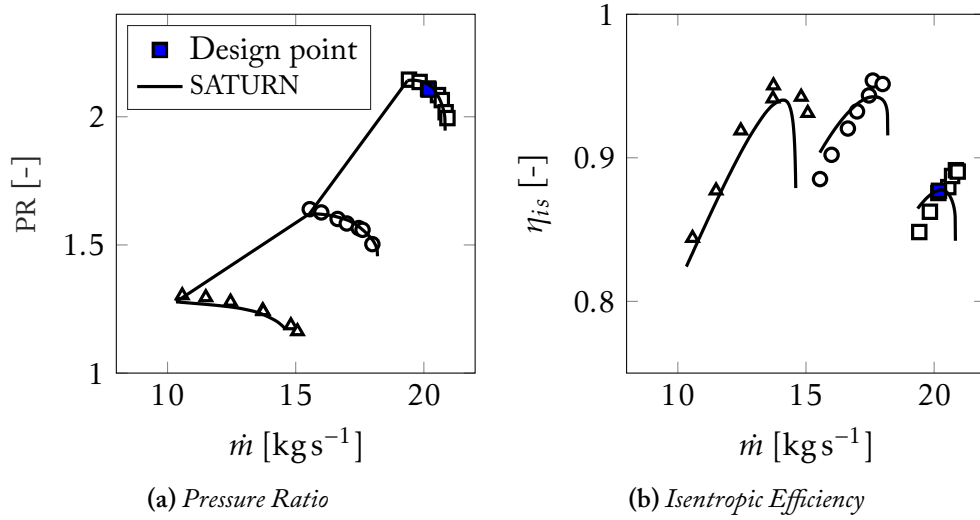 Design point
SATURN
2
1.5
1
PR [-]
10
15
20
ṁ [kg s⁻¹]
(a) Pressure Ratio
1
0.9
0.8
η_is [-]
10
15
20
ṁ [kg s⁻¹]
(b) Isentropic Efficiency